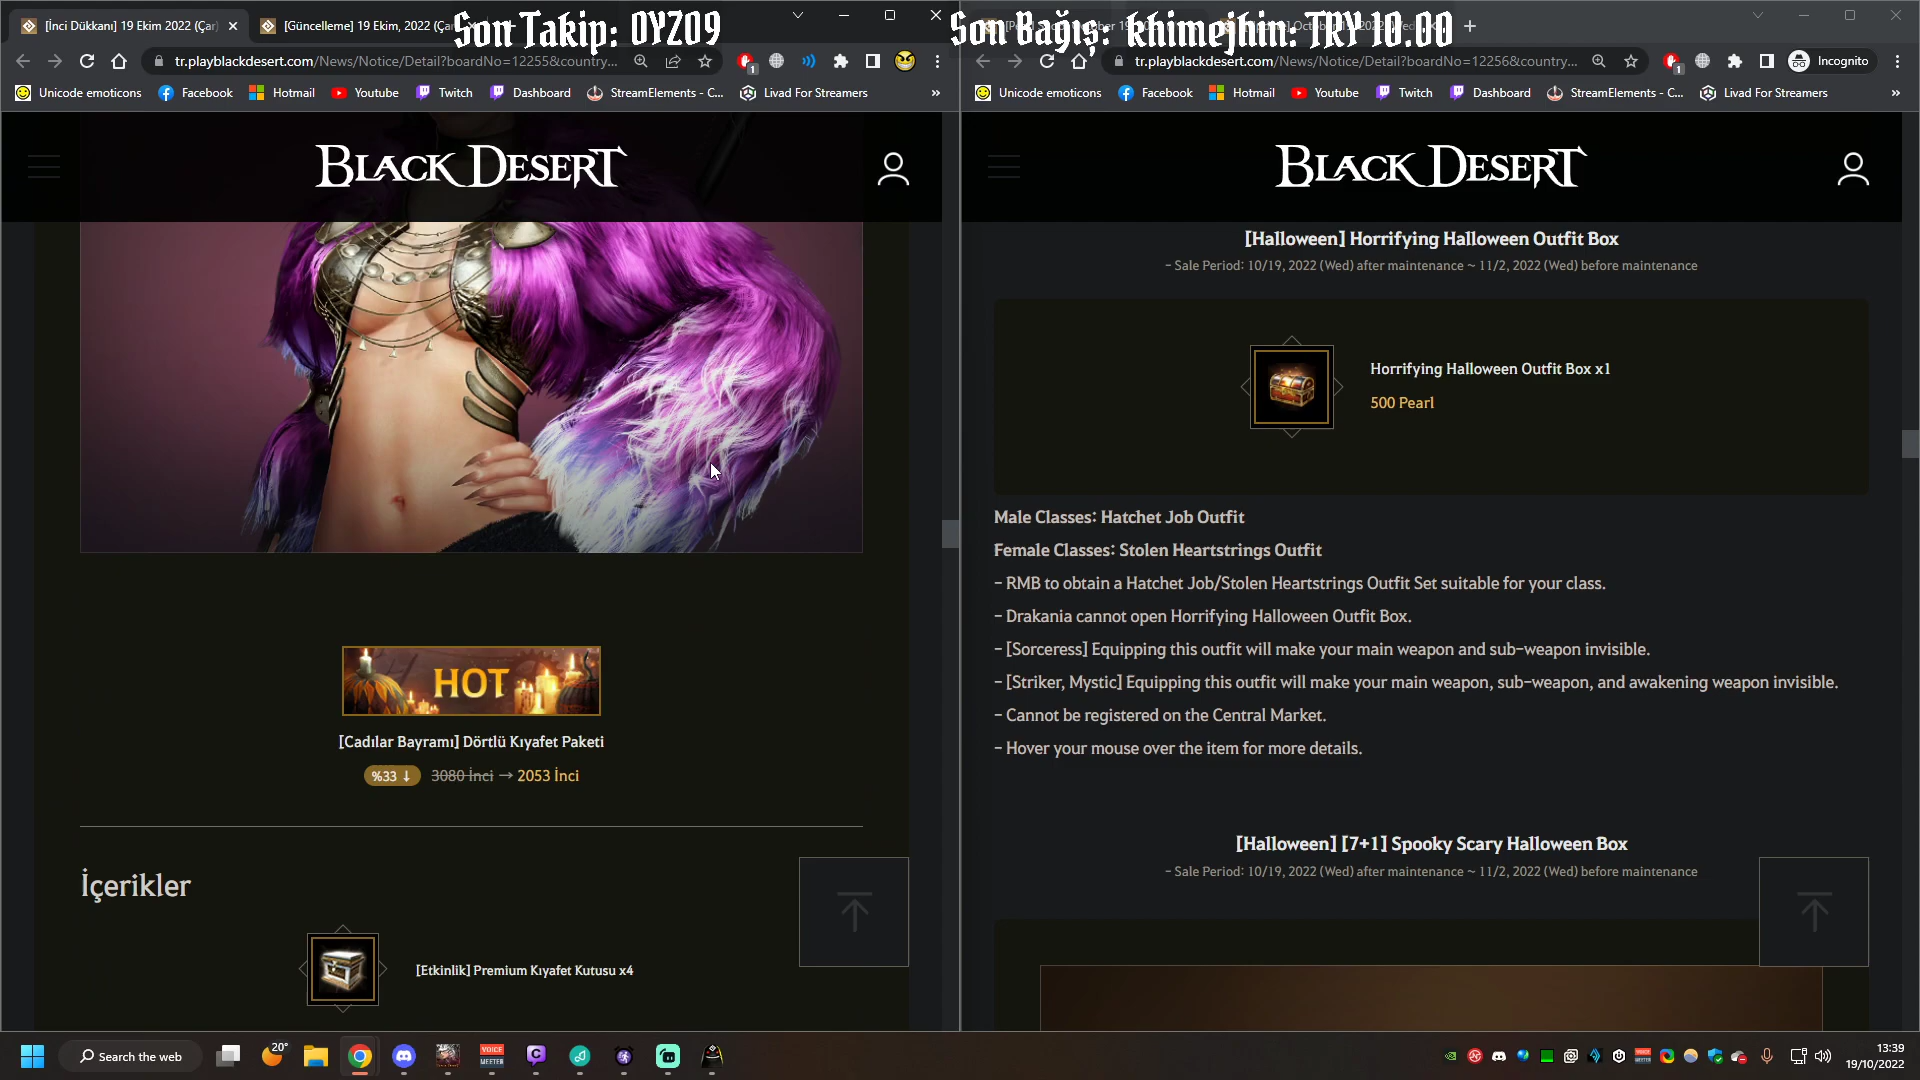 [İnci Dükkanı] 19 Ekim 2022 (Çar)
[Güncelleme] 19 Ekim, 2022 (Ça
Son Takip: OYZ09
Son Bağış: khimejhin: TRY 10.00
tr.playblackdesert.com/News/Notice/Detail?boardNo=12255&country...
tr.playblackdesert.com/News/Notice/Detail?boardNo=12256&country...
Incognito
Unicode emoticons
Facebook
Hotmail
Youtube
Twitch
Dashboard
StreamElements - C...
Livad For Streamers
»
Unicode emoticons
Facebook
Hotmail
Youtube
Twitch
Dashboard
StreamElements - C...
Livad For Streamers
»
BLACK DESERT
HOT
[Cadılar Bayramı] Dörtlü Kıyafet Paketi
%33 ↓ 3080 İnci → 2053 İnci
İçerikler
[Etkinlik] Premium Kıyafet Kutusu x4
BLACK DESERT
[Halloween] Horrifying Halloween Outfit Box
- Sale Period: 10/19, 2022 (Wed) after maintenance ~ 11/2, 2022 (Wed) before maintenance
Horrifying Halloween Outfit Box x1
500 Pearl
Male Classes: Hatchet Job Outfit
Female Classes: Stolen Heartstrings Outfit
- RMB to obtain a Hatchet Job/Stolen Heartstrings Outfit Set suitable for your class.
- Drakania cannot open Horrifying Halloween Outfit Box.
- [Sorceress] Equipping this outfit will make your main weapon and sub-weapon invisible.
- [Striker, Mystic] Equipping this outfit will make your main weapon, sub-weapon, and awakening weapon invisible.
- Cannot be registered on the Central Market.
- Hover your mouse over the item for more details.
[Halloween] [7+1] Spooky Scary Halloween Box
- Sale Period: 10/19, 2022 (Wed) after maintenance ~ 11/2, 2022 (Wed) before maintenance
Search the web
20°
VOICE
MEETER
13:39
19/10/2022